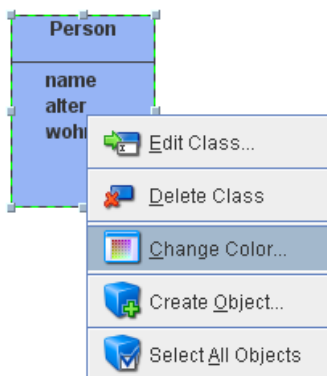 Person
name
alter
Edit Class...
Delete Class
Change Color...
Create Object...
Select All Objects